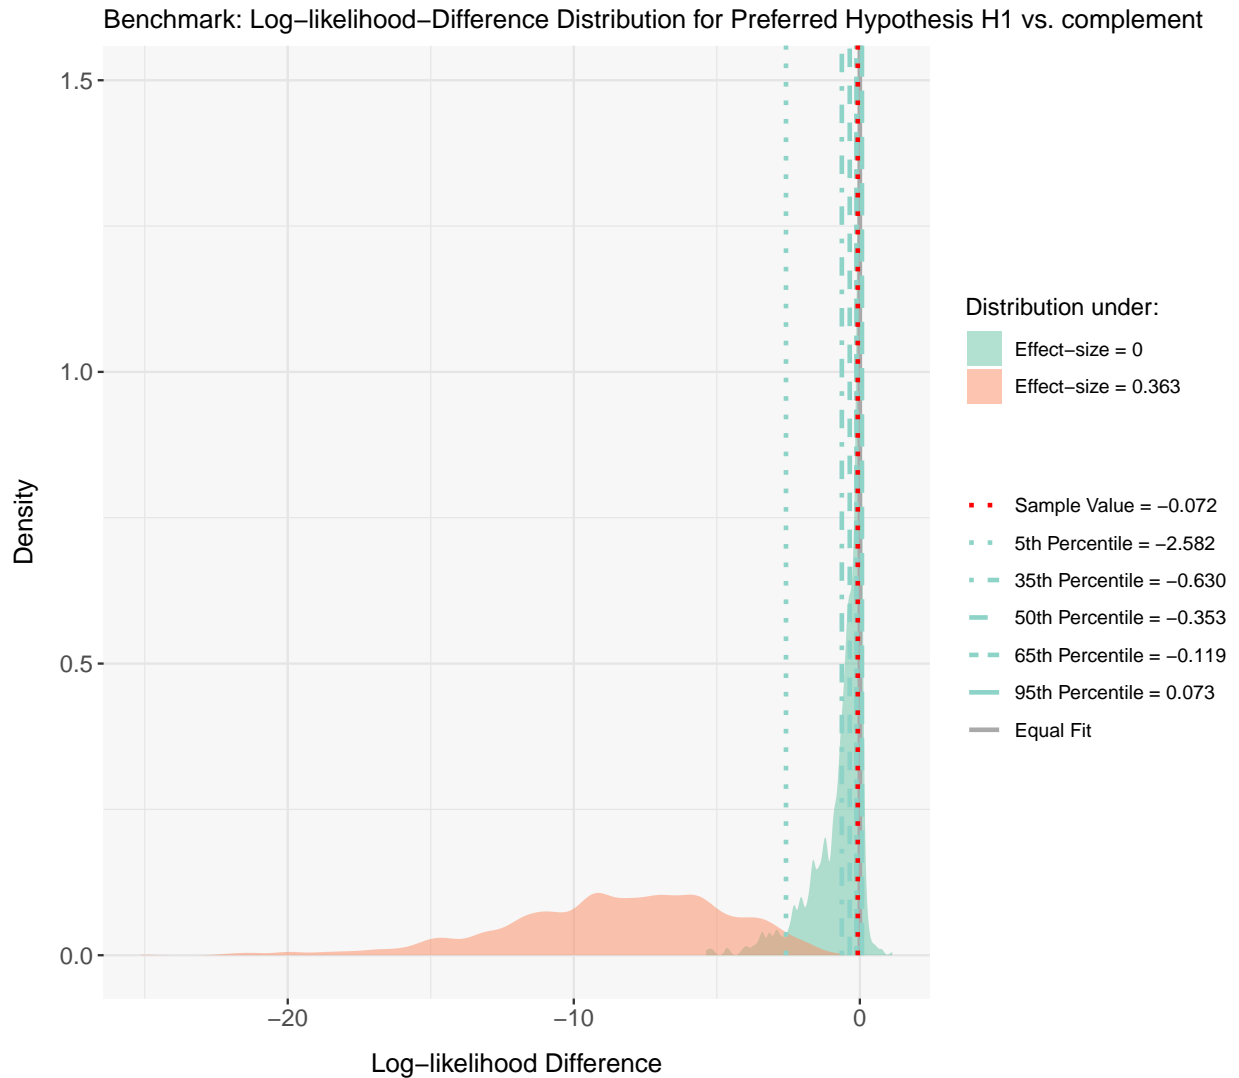 Benchmark: Log−likelihood−Difference Distribution for Preferred Hypothesis H1 vs. complement
1.5
1.0
0.5
0.0
Density
−20
−10
0
Log−likelihood Difference
Distribution under:
Effect−size = 0
Effect−size = 0.363
Sample Value = −0.072
5th Percentile = −2.582
35th Percentile = −0.630
50th Percentile = −0.353
65th Percentile = −0.119
95th Percentile = 0.073
Equal Fit